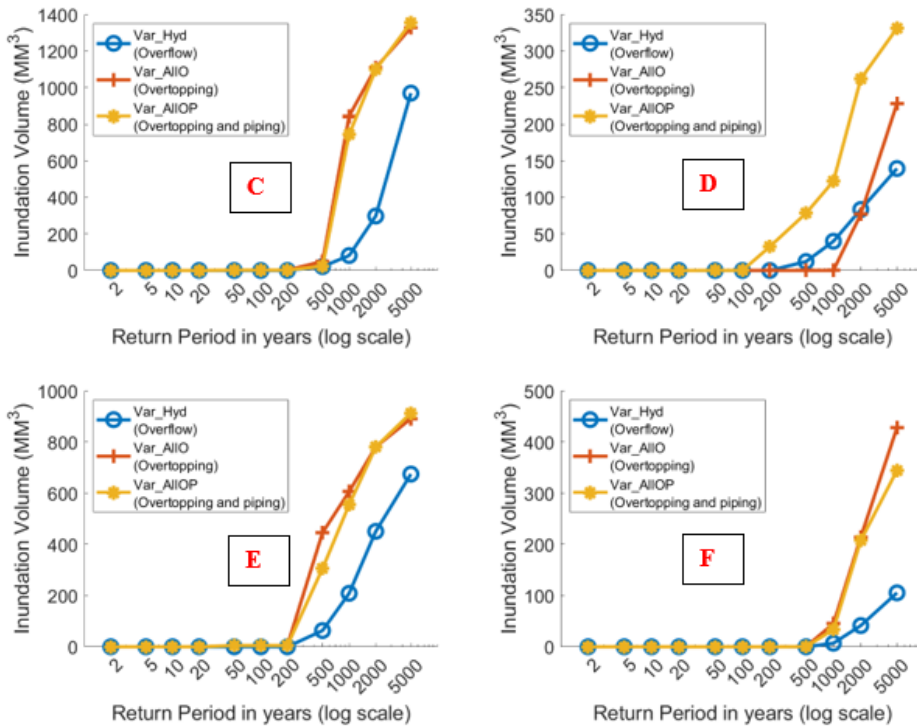 1400
1200
1000
800
600
400
200
0
Inundation Volume (MM³)
Var_Hyd
(Overflow)
Var_AllO
(Overtopping)
Var_AllOP
(Overtopping and piping)
C
2 5 10 20 50 100 200 500 1000 2000 5000
Return Period in years (log scale)
350
300
250
200
150
100
50
0
Inundation Volume (MM³)
Var_Hyd
(Overflow)
Var_AllO
(Overtopping)
Var_AllOP
(Overtopping and piping)
D
2 5 10 20 50 100 200 500 1000 2000 5000
Return Period in years (log scale)
1000
800
600
400
200
0
Inundation Volume (MM³)
Var_Hyd
(Overflow)
Var_AllO
(Overtopping)
Var_AllOP
(Overtopping and piping)
E
2 5 10 20 50 100 200 500 1000 2000 5000
Return Period in years (log scale)
500
400
300
200
100
0
Inundation Volume (MM³)
Var_Hyd
(Overflow)
Var_AllO
(Overtopping)
Var_AllOP
(Overtopping and piping)
F
2 5 10 20 50 100 200 500 1000 2000 5000
Return Period in years (log scale)